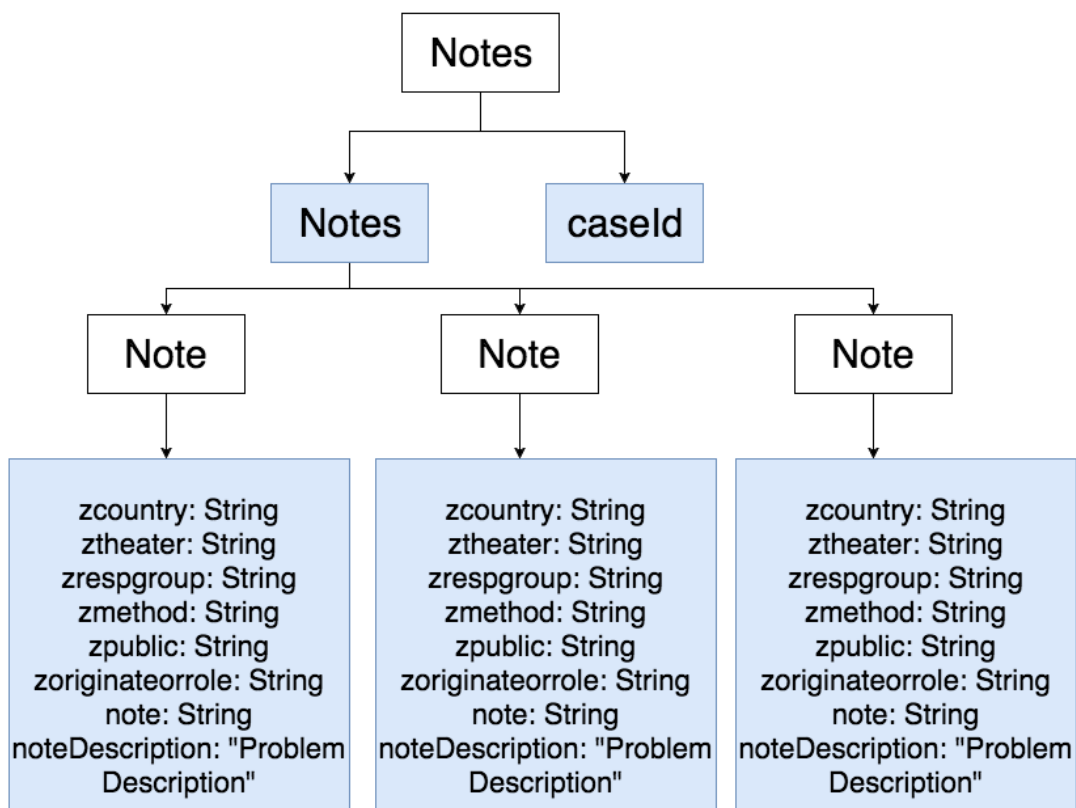 Notes
Notes
caseId
Note
Note
Note
zcountry: String
ztheater: String
zrespgroup: String
zmethod: String
zpublic: String
zoriginateorrole: String
note: String
noteDescription: "Problem
Description"
zcountry: String
ztheater: String
zrespgroup: String
zmethod: String
zpublic: String
zoriginateorrole: String
note: String
noteDescription: "Problem
Description"
zcountry: String
ztheater: String
zrespgroup: String
zmethod: String
zpublic: String
zoriginateorrole: String
note: String
noteDescription: "Problem
Description"